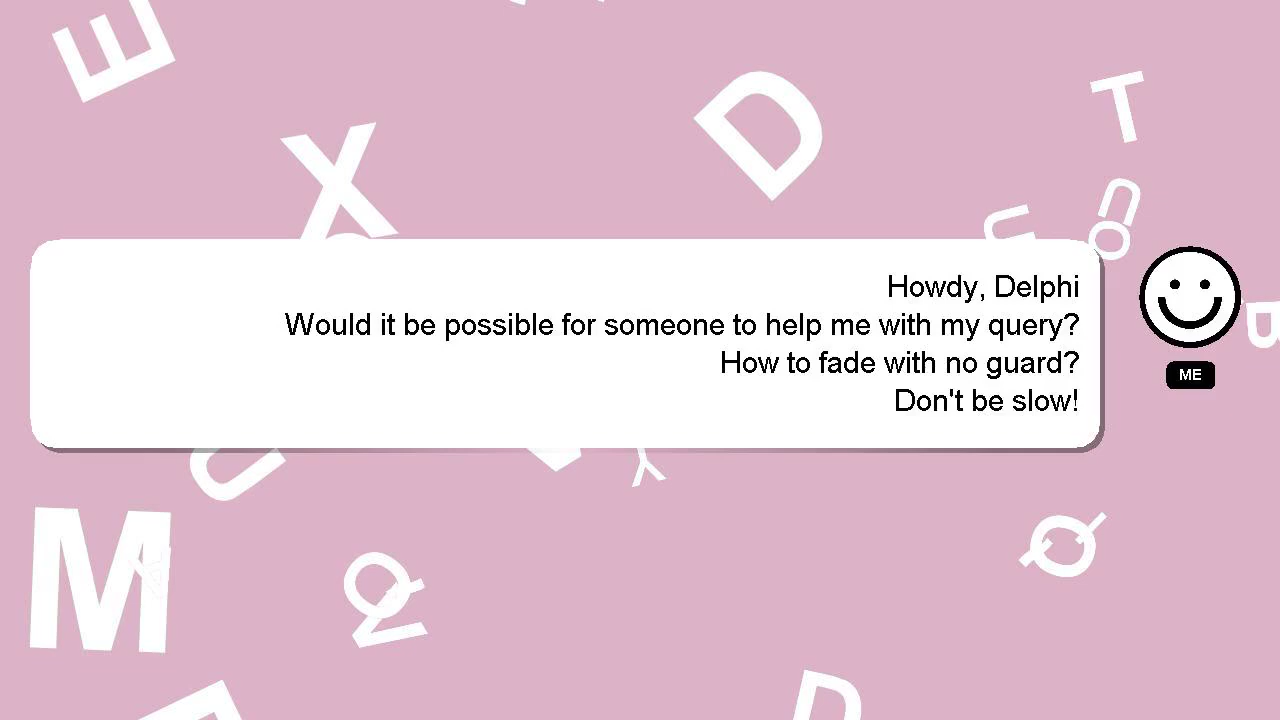 E
X
D
T
U
U
O
B
Howdy, Delphi
Would it be possible for someone to help me with my query?
How to fade with no guard?
Don't be slow!
ME
U
Y
M
Q
Z
Q
D